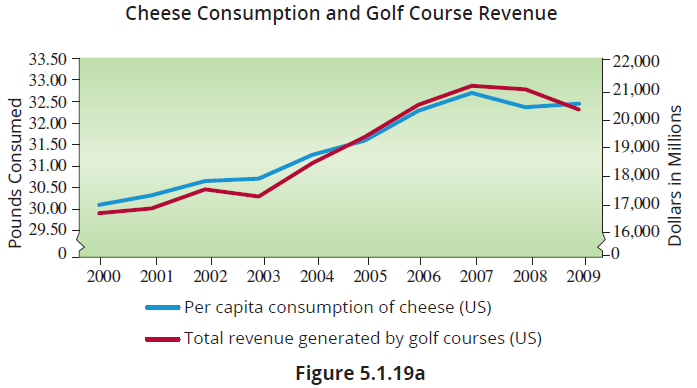 Cheese Consumption and Golf Course Revenue
Pounds Consumed
33.50
33.00
32.50
32.00
31.50
31.00
30.50
30.00
29.50
0
22,000
21,000
20,000
19,000
18,000
17,000
16,000
0
Dollars in Millions
2000 2001 2002 2003 2004 2005 2006 2007 2008 2009
Per capita consumption of cheese (US)
Total revenue generated by golf courses (US)
Figure 5.1.19a